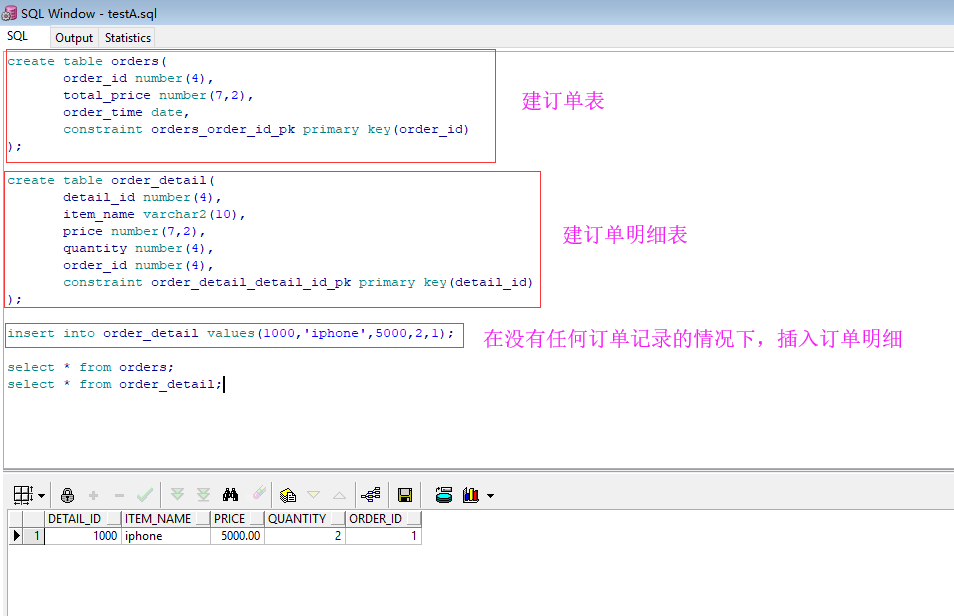 SQL Window - testA.sql
SQL Output Statistics
create table orders(
order_id number(4),
total_price number(7,2),
order_time date,
constraint orders_order_id_pk primary key(order_id)
);
建订单表
create table order_detail(
detail_id number(4),
item_name varchar2(10),
price number(7,2),
quantity number(4),
order_id number(4),
constraint order_detail_detail_id_pk primary key(detail_id)
);
建订单明细表
insert into order_detail values(1000,'iphone',5000,2,1);
在没有任何订单记录的情况下，插入订单明细
select * from orders;
select * from order_detail;
DETAIL_ID ITEM_NAME PRICE QUANTITY ORDER_ID
1 1000 iphone 5000.00 2 1